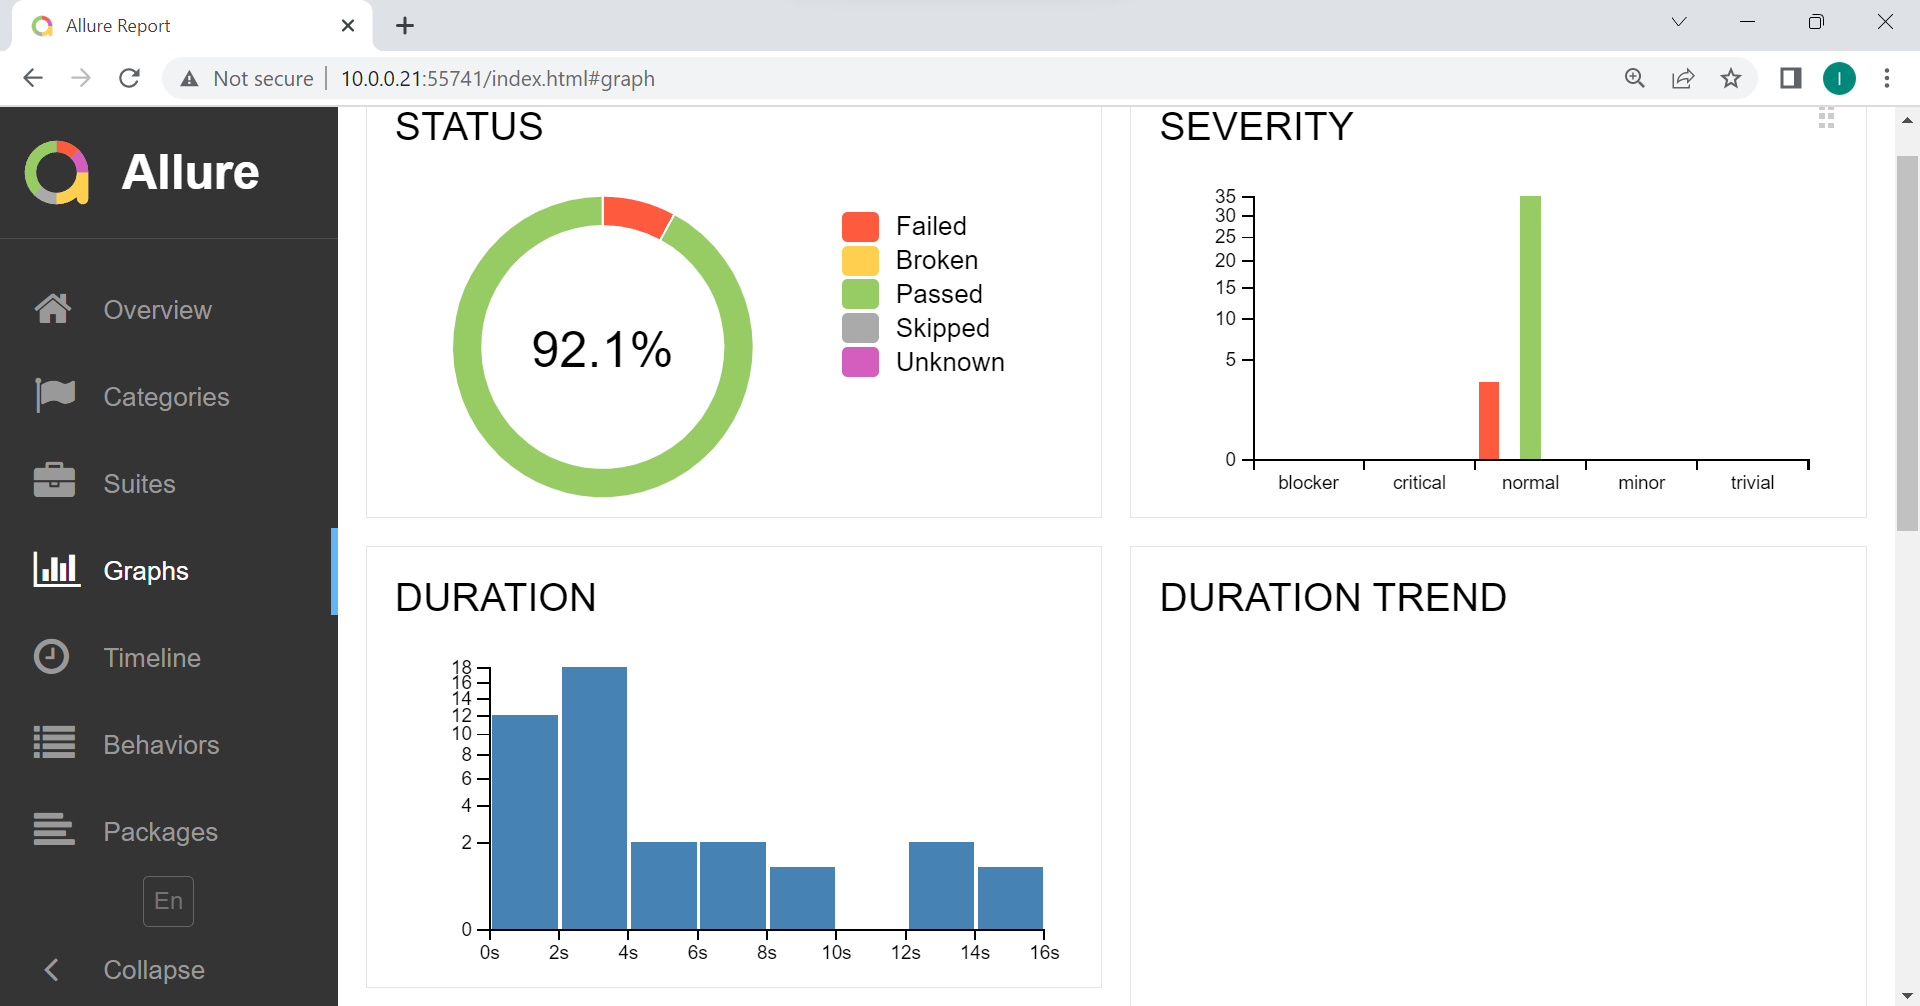 Allure Report
Not secure
10.0.0.21:55741/index.html#graph
I
Allure
Overview
Categories
Suites
Graphs
Timeline
Behaviors
Packages
En
Collapse
STATUS
92.1%
Failed
Broken
Passed
Skipped
Unknown
SEVERITY
35
30
25
20
15
10
5
0
blocker critical normal minor trivial
DURATION
18
16
14
12
10
8
6
4
2
0
0s 2s 4s 6s 8s 10s 12s 14s 16s
DURATION TREND